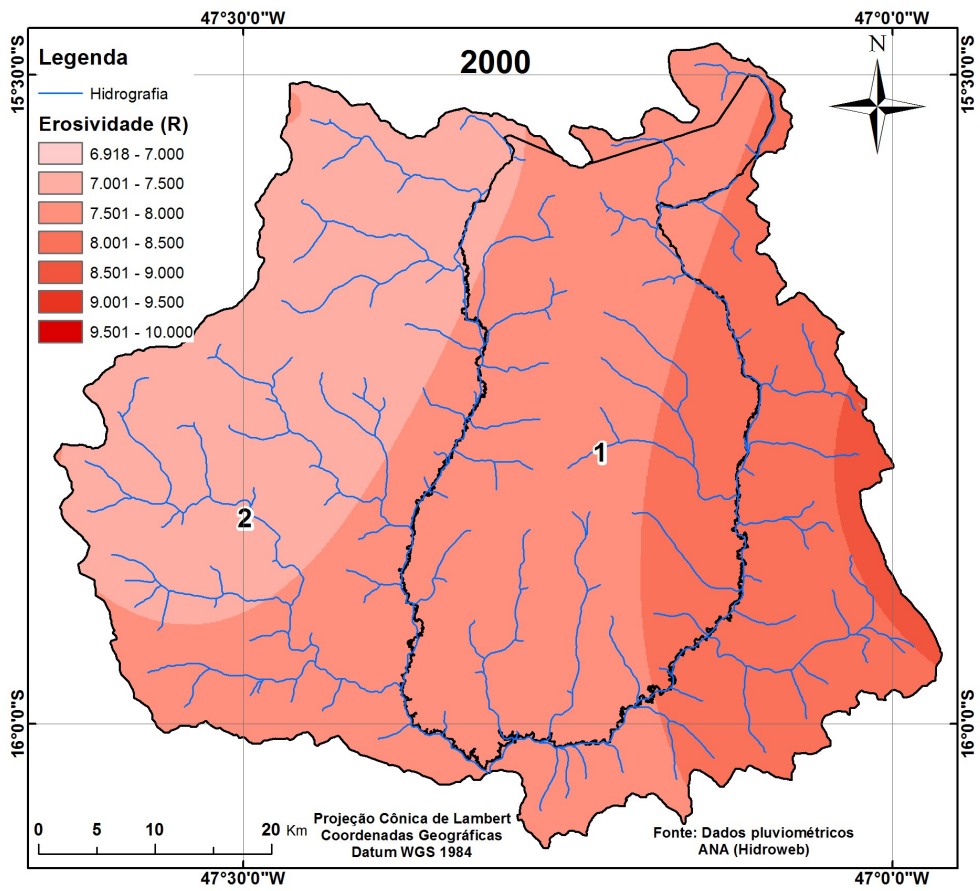 47°30'0"W
47°0'0"W
Legenda
2000
N
15°30'0"S
15°30'0"S
Hidrografia
Erosividade (R)
6.918 - 7.000
7.001 - 7.500
7.501 - 8.000
8.001 - 8.500
8.501 - 9.000
9.001 - 9.500
9.501 - 10.000
1
2
16°0'0"S
16°0'0"S
0 5 10 20 Km
Projeção Cônica de Lambert
Coordenadas Geográficas
Datum WGS 1984
Fonte: Dados pluviométricos
ANA (Hidroweb)
47°30'0"W
47°0'0"W